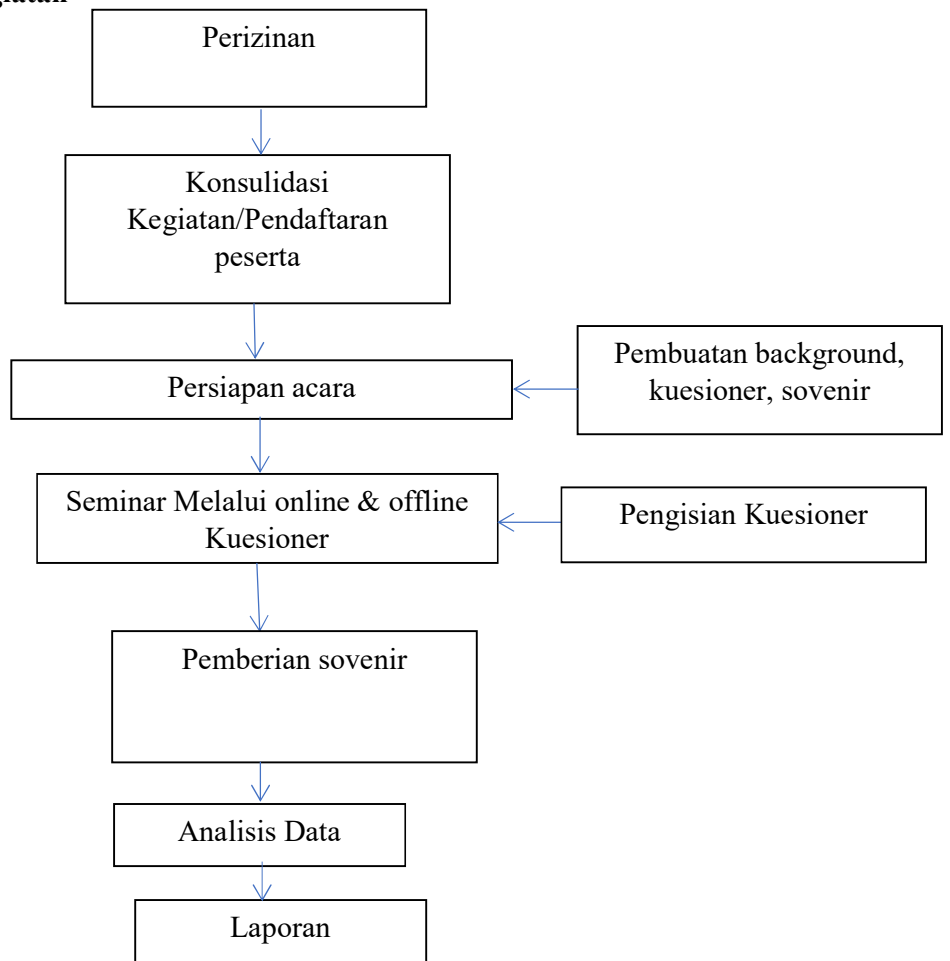 Perizinan
Konsulidasi
Kegiatan/Pendaftaran
peserta
Pembuatan background,
kuesioner, sovenir
Persiapan acara
Seminar Melalui online & offline
Kuesioner
Pengisian Kuesioner
Pemberian sovenir
Analisis Data
Laporan